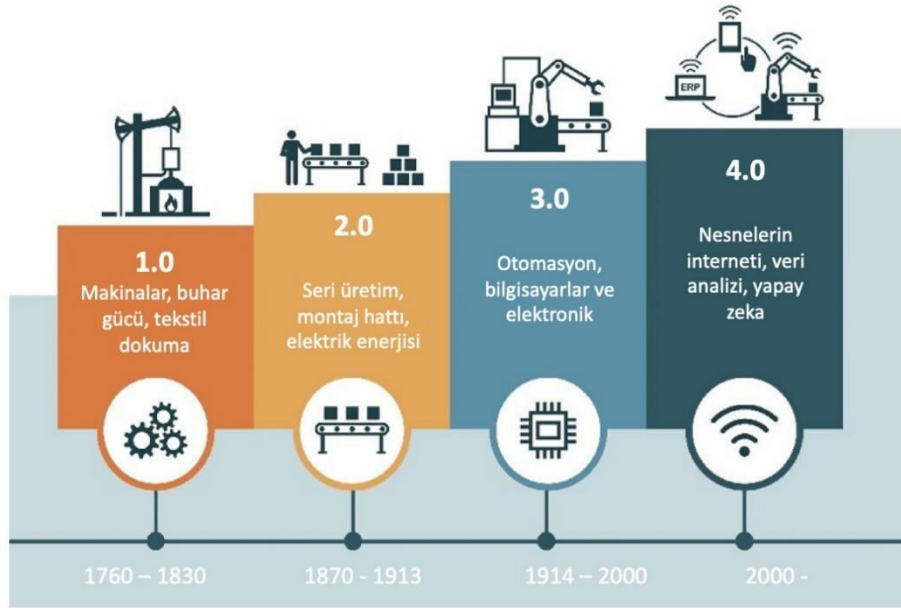 ERP
1.0
Makinalar, buhar
gücü, tekstil
dokuma
2.0
Seri üretim,
montaj hattı,
elektrik enerjisi
3.0
Otomasyon,
bilgisayarlar ve
elektronik
4.0
Nesnelerin
interneti, veri
analizi, yapay
zeka
1760 – 1830
1870 - 1913
1914 – 2000
2000 -